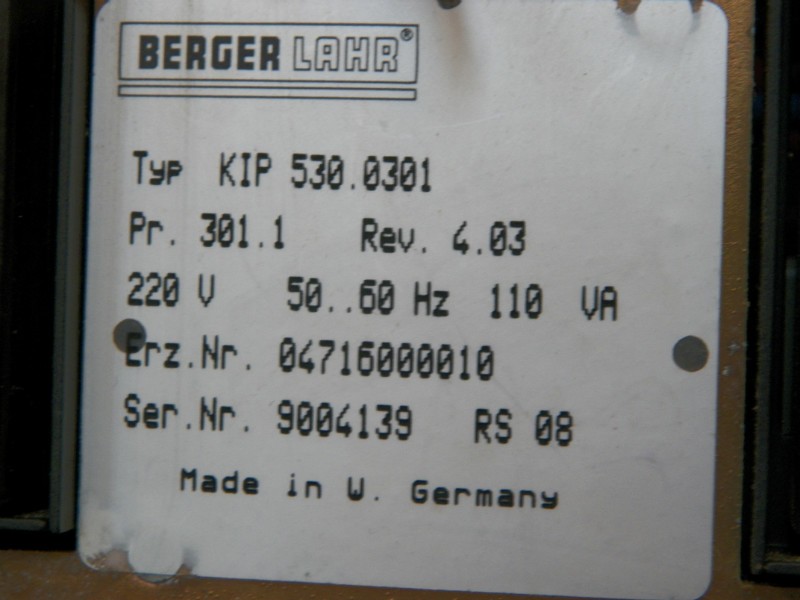 BERGER LAHR®
Typ KIP 530.0301
Pr. 301.1 Rev. 4.03
220 V 50..60 Hz 110 VA
Erz.Nr. 04716000010
Ser.Nr. 9004139 RS 08
Made in W. Germany